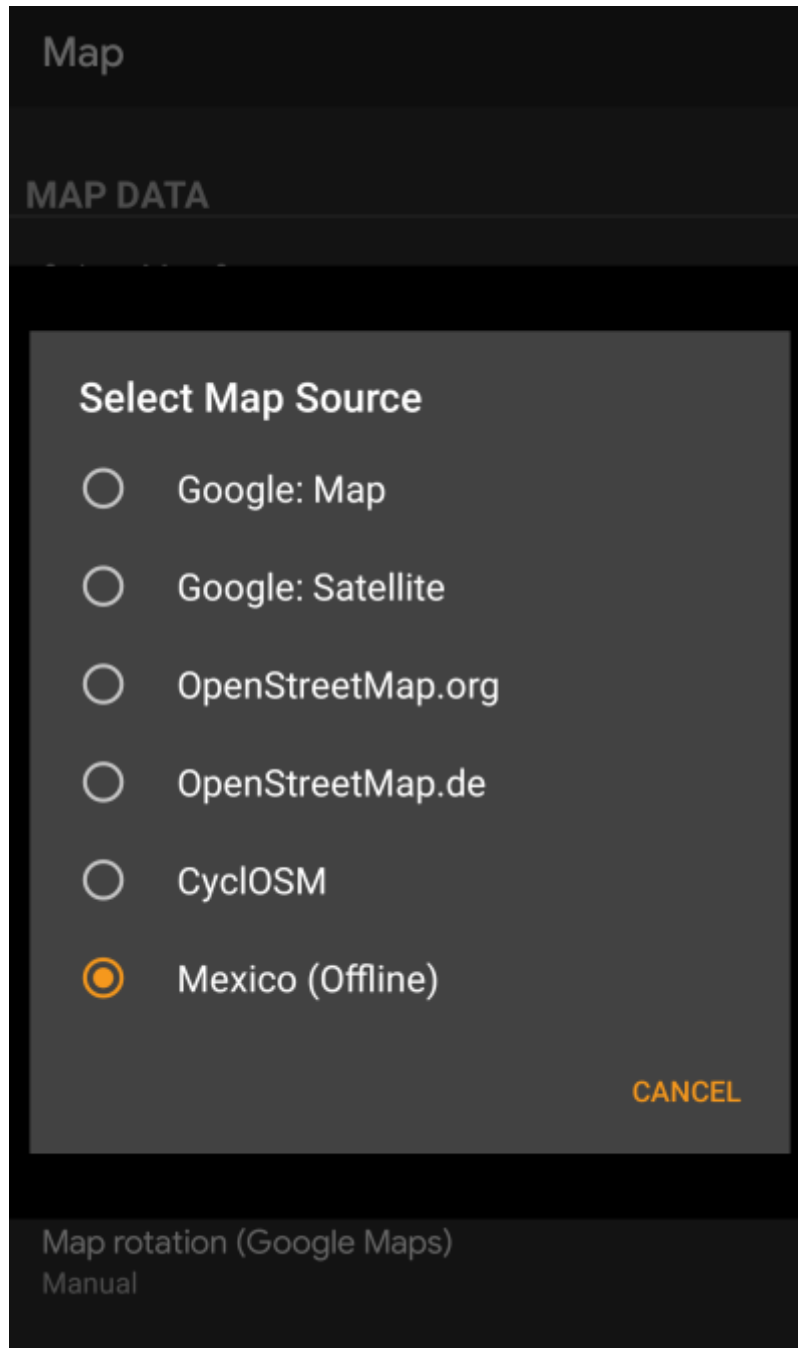 Map
MAP DATA
Select Map Source
Google: Map
Google: Satellite
OpenStreetMap.org
OpenStreetMap.de
CyclOSM
Mexico (Offline)
CANCEL
Map rotation (Google Maps)
Manual